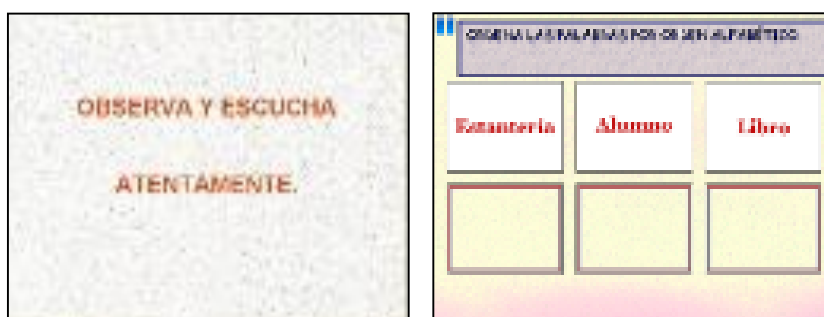 OBSERVA Y ESCUCHA
ATENTAMENTE.
ORDENA LAS PALABRAS POR ORDEN ALFABÉTICO.
Estantería Alumno Libro